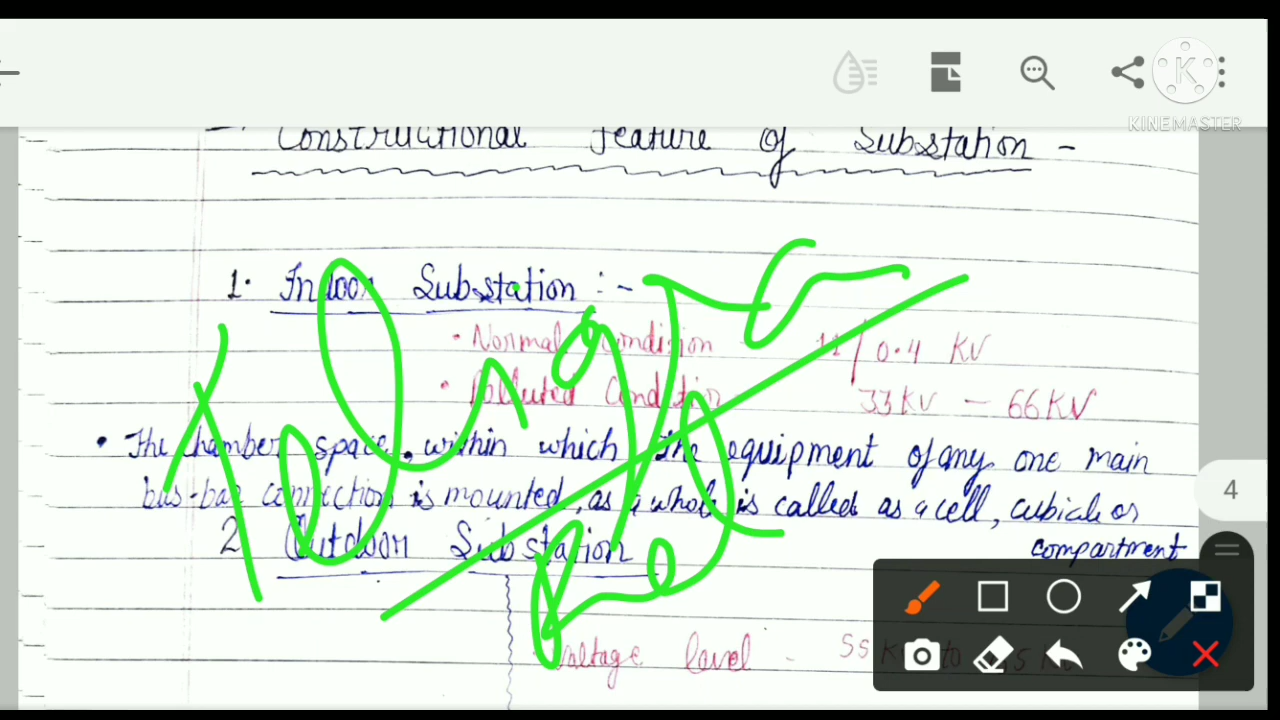 KINEMASTER
Constructional Feature of Substation -
1. Indoor Substation :-
• Normal Condition 11/0.4 KV
• Polluted Condition 33KV - 66KV
• The chamber space, within which the equipment of any one main
bus-bar connection is mounted, as a whole is called as a cell, cubicle or
compartment
2 Outdoor Substation
Voltage level - 55 K
4